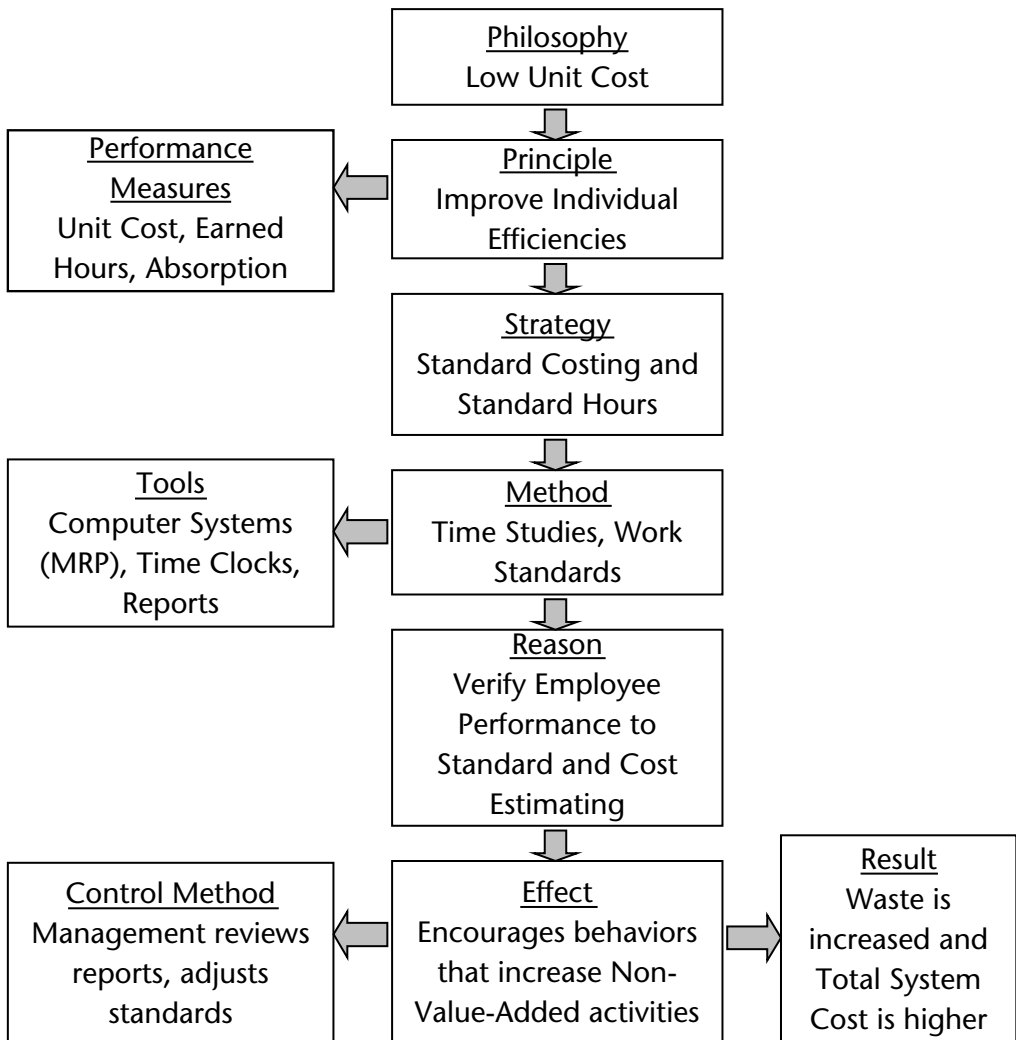 Philosophy
Low Unit Cost
Performance
Measures
Unit Cost, Earned
Hours, Absorption
Principle
Improve Individual
Efficiencies
Strategy
Standard Costing and
Standard Hours
Tools
Computer Systems
(MRP), Time Clocks,
Reports
Method
Time Studies, Work
Standards
Reason
Verify Employee
Performance to
Standard and Cost
Estimating
Control Method
Management reviews
reports, adjusts
standards
Effect
Encourages behaviors
that increase Non-
Value-Added activities
Result
Waste is
increased and
Total System
Cost is higher